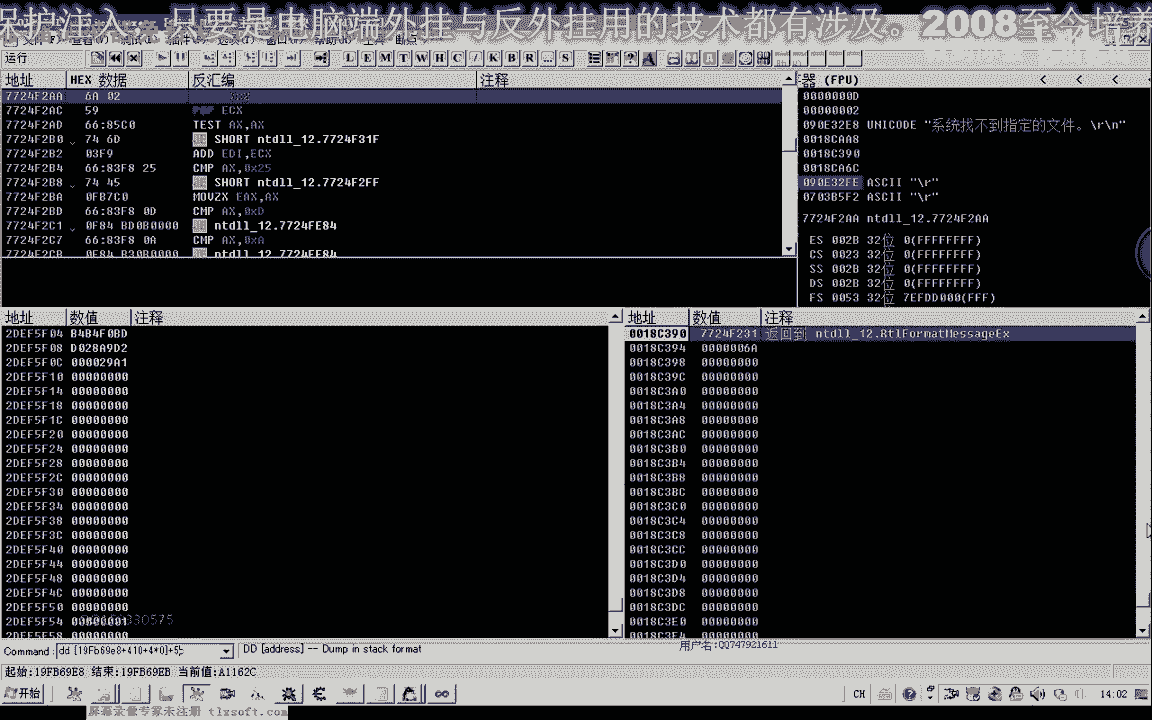 保护注入，只要是电脑端外挂与反外挂用的技术都有涉及。2008至今培养
运行
L E M T W H C / K B R ... S
地址 HEX 数据 反汇编 注释
7724F2AA 6A 02
7724F2AC 59 POP ECX
7724F2AD 66:85C0 TEST AX,AX
7724F2B0 74 6D SHORT ntdll_12.7724F31F
7724F2B2 03F9 ADD EDI,ECX
7724F2B4 66:83F8 25 CMP AX,0x25
7724F2B8 74 45 SHORT ntdll_12.7724F2FF
7724F2BA 0FB7C0 MOVZX EAX,AX
7724F2BD 66:83F8 0D CMP AX,0xD
7724F2C1 0F84 BD0B0000 ntdll_12.7724FE84
7724F2C7 66:83F8 0A CMP AX,0xA
7724F2CB 0F84 B30B0000 ntdll_12.7724FE84
器 (FPU) < < <
0000000D
00000002
090E32E8 UNICODE "系统找不到指定的文件。\r\n"
0018CAA8
0018C390
0018CA6C
090E32FE ASCII "\r"
0703B5F2 ASCII "\r"
7724F2AA ntdll_12.7724F2AA
ES 002B 32位 0(FFFFFFFF)
CS 0023 32位 0(FFFFFFFF)
SS 002B 32位 0(FFFFFFFF)
DS 002B 32位 0(FFFFFFFF)
FS 0053 32位 7EFDD000(FFF)
地址 数值 注释
2DEF5F04 B4B4F0BD
2DEF5F08 D028A9D2
2DEF5F0C 000029A1
2DEF5F10 00000000
2DEF5F14 00000000
2DEF5F18 00000000
2DEF5F1C 00000000
2DEF5F20 00000000
2DEF5F24 00000000
2DEF5F28 00000000
2DEF5F2C 00000000
2DEF5F30 00000000
2DEF5F34 00000000
2DEF5F38 00000000
2DEF5F3C 00000000
2DEF5F40 00000000
2DEF5F44 00000000
2DEF5F48 00000000
2DEF5F4C 00000000
2DEF5F50 00000000
2DEF5F54
2DEF5F58 00000000
地址 数值 注释
0018C390 7724F231 返回到 ntdll_12.RtlFormatMessageEx
0018C394 0000006A
0018C398 00000000
0018C39C 00000000
0018C3A0 00000000
0018C3A4 00000000
0018C3A8 00000000
0018C3AC 00000000
0018C3B0 00000000
0018C3B4 00000000
0018C3B8 00000000
0018C3BC 00000000
0018C3C0 00000000
0018C3C4 00000000
0018C3C8 00000000
0018C3CC 00000000
0018C3D0 00000000
0018C3D4 00000000
0018C3D8 00000000
0018C3DC 00000000
0018C3E0 00000000
0018C3E4 00000000
用户名:QQ747921611
Command: dd [19Fb69e8+410+4*0]+5 DD [address] -- Dump in stack format
起始:19FB69E8 结束:19FB69EB 当前值:A1162C
开始 CH 14:02
屏幕录像专家未注册 tlxsoft.com